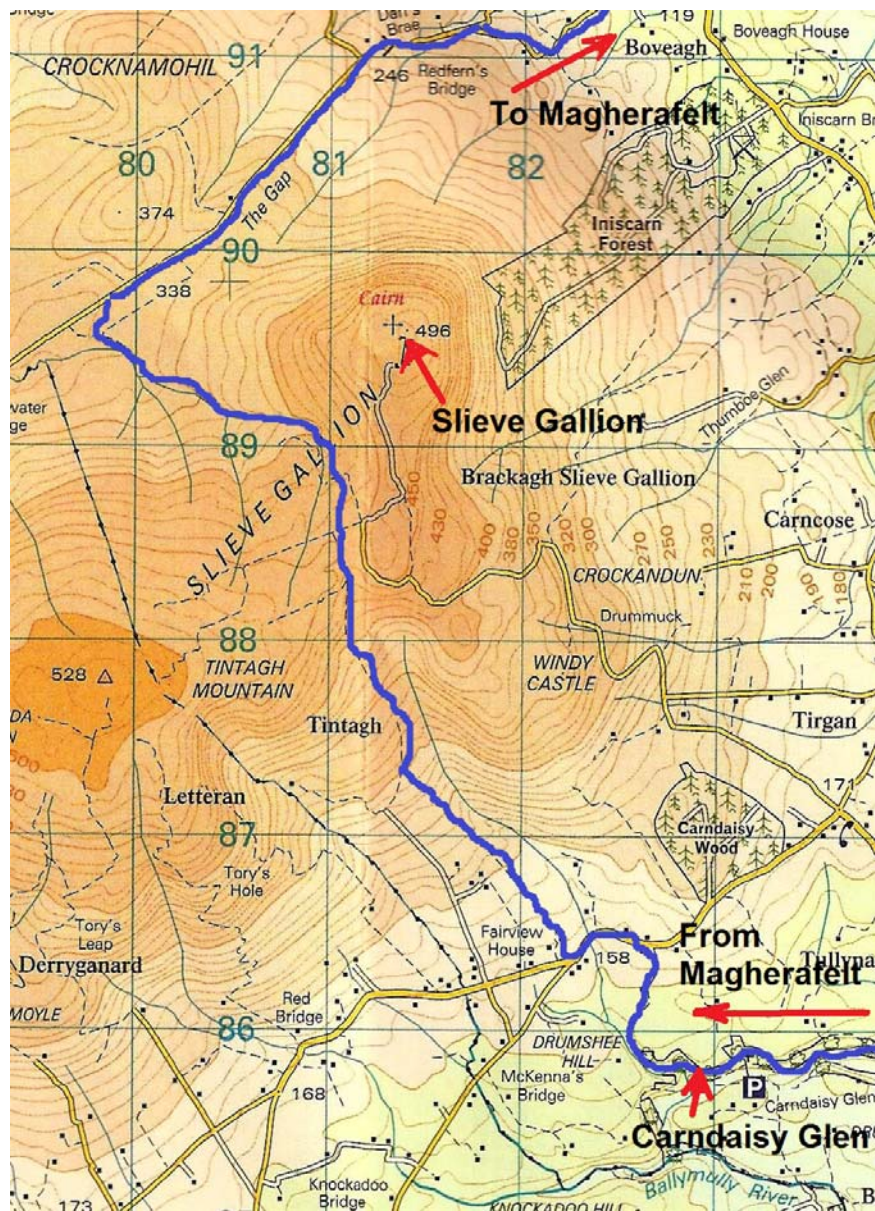 Bridge
Dan's
Brae
119
Boveagh
Boveagh House
91
CROCKNAMOHIL
246
Redfern's
Bridge
To Magherafelt
Iniscarn
80
81
82
The Gap
374
Iniscarn
Forest
90
338
Cairn
496
Slieve Gallion
water
Thumboe Glen
89
SLIEVE GALLION
Brackagh Slieve Gallion
450
430
400
380
350
320
300
270
250
230
210
200
190
180
Carncose
CROCKANDUN
Drummuck
88
528
TINTAGH
MOUNTAIN
WINDY
CASTLE
Tintagh
Tirgan
Letteran
171
87
Carndaisy
Wood
Tory's
Hole
Tory's
Leap
Derryganard
Fairview
House
158
From
Magherafelt
Tullyna
MOYLE
Red
Bridge
86
DRUMSHEE
HILL
McKenna's
Bridge
P
Carndaisy Glen
168
Carndaisy Glen
Knockadoo
Bridge
Ballymully River
173
KNOCKADOO HILL
B